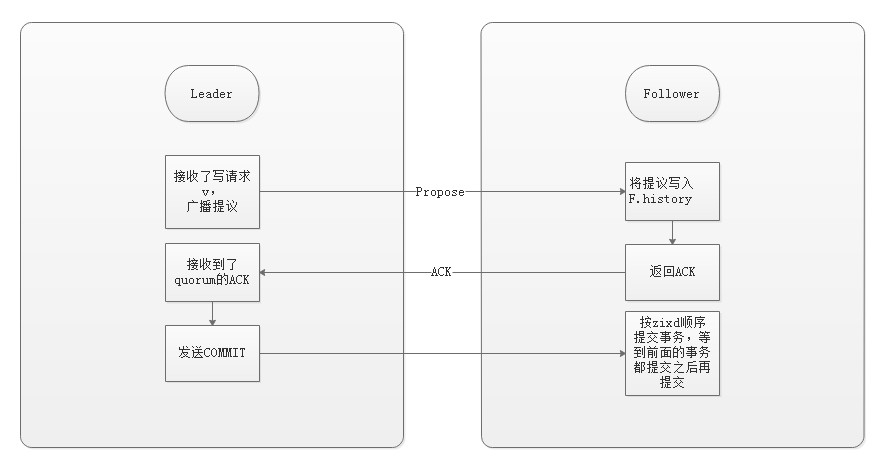 Leader
Follower
接收了写请求
v，
广播提议
Propose
将提议写入
F.history
接收到了
quorum的ACK
ACK
返回ACK
发送COMMIT
按zixd顺序
提交事务，等
到前面的事务
都提交之后再
提交